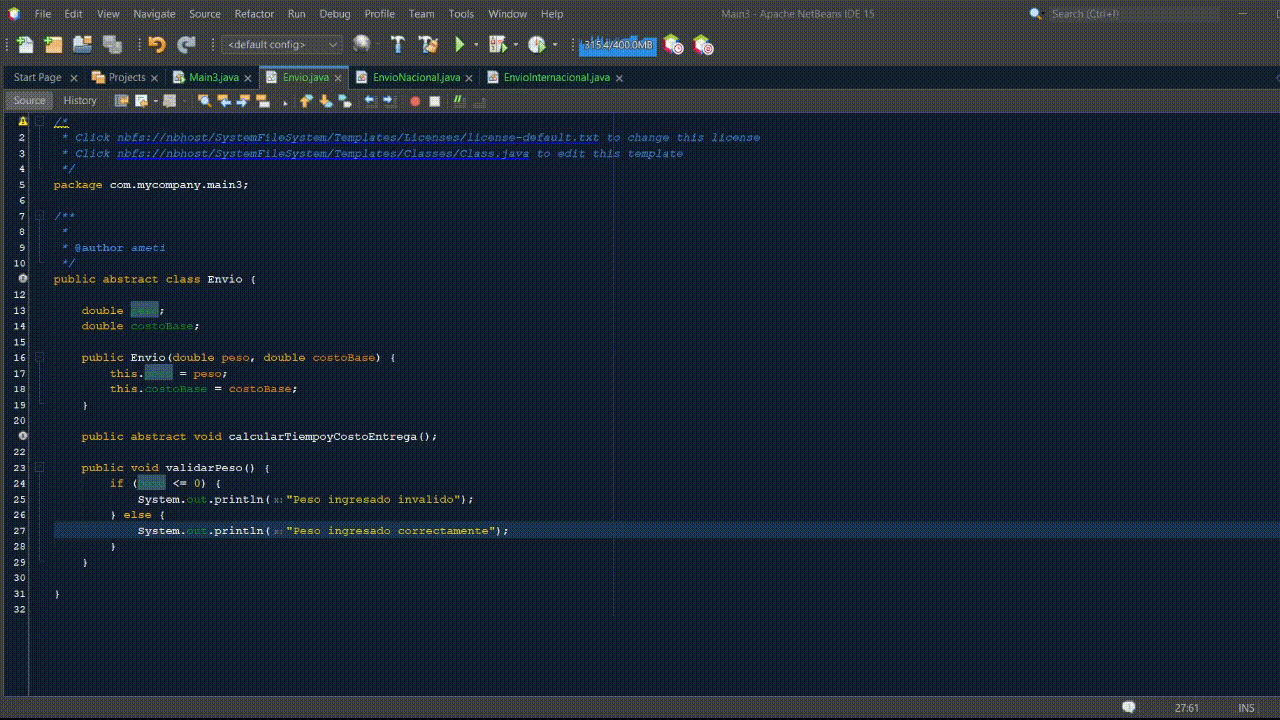 File Edit View Navigate Source Refactor Run Debug Profile Team Tools Window Help Main3 - Apache NetBeans IDE 15 Search (Ctrl+I)
<default config> 315.4/400.0MB
Start Page Projects Main3.java Envio.java EnvioNacional.java EnvioInternacional.java
Source History
/*
2 * Click nbfs://nbhost/SystemFileSystem/Templates/Licenses/license-default.txt to change this license
3 * Click nbfs://nbhost/SystemFileSystem/Templates/Classes/Class.java to edit this template
4 */
5 package com.mycompany.main3;
6
7 /**
8 *
9 * @author ameti
10 */
public abstract class Envio {
12
13 double peso;
14 double costoBase;
15
16 public Envio(double peso, double costoBase) {
17 this.peso = peso;
18 this.costoBase = costoBase;
19 }
20
public abstract void calcularTiempoyCostoEntrega();
22
23 public void validarPeso() {
24 if (peso <= 0) {
25 System.out.println(x:"Peso ingresado invalido");
26 } else {
27 System.out.println(x:"Peso ingresado correctamente");
28 }
29 }
30
31 }
32
27:61 INS